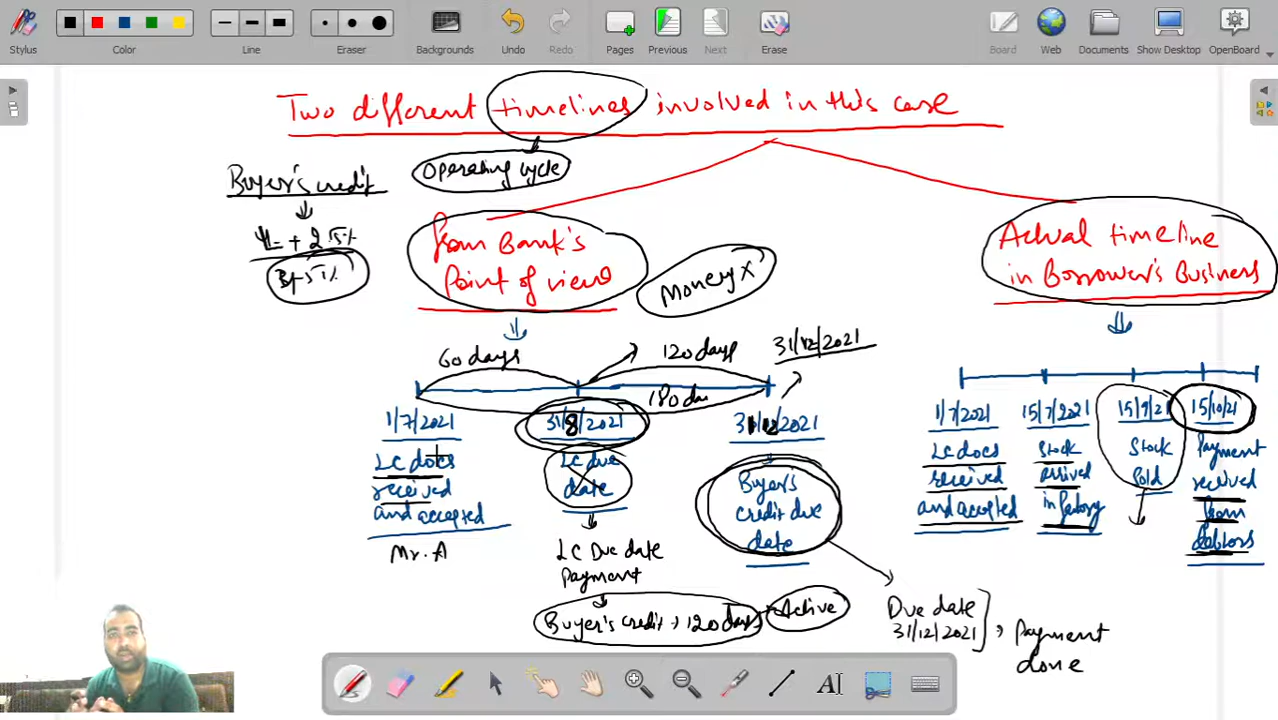 Stylus
Color
Line
Eraser
Backgrounds
Undo
Redo
Pages
Previous
Next
Erase
Board
Web
Documents
Show Desktop
OpenBoard
Two different timelines involved in this case
Operating cycle
Buyer's credit
+ 2.5%
from Bank's
Point of view
Money X
Actual timeline
in Borrower's Business
60 days
120 days
31/12/2021
180 da
1/7/2021
LC docs
received
and accepted
Mr. A
31/8/2021
LC due
date
LC Due date
Payment
Buyer's credit → 120 days
Active
31/12/2021
Buyer's
credit due
date
Due date
31/12/2021
Payment
done
1/7/2021
LC docs
received
and accepted
15/7/2021
Stock
arrived
in factory
15/9/21
Stock
Sold
15/10/21
Payment
received
from
Debtors